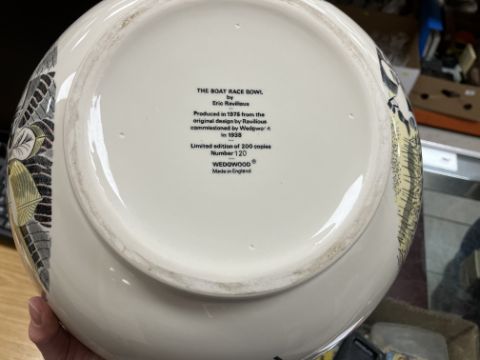 THE BOAT RACE BOWL
by
Eric Ravilious
Produced in 1975 from the
original design by Ravilious
commissioned by Wedgwood
in 1938
Limited edition of 200 copies
Number 120
WEDGWOOD®
Made in England